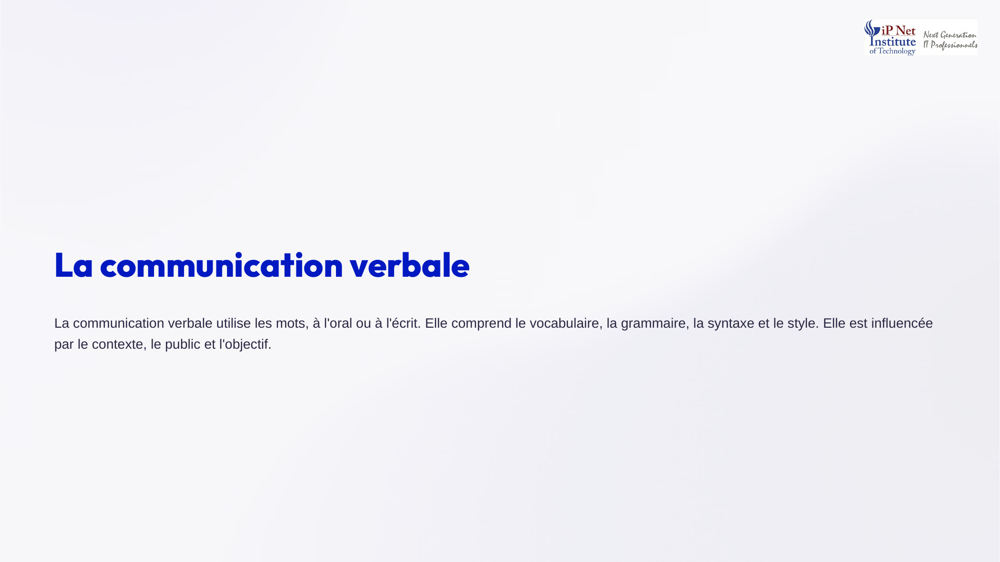 iP Net
Institute
of Technology
Next Generation
IT Professionnels
La communication verbale
La communication verbale utilise les mots, à l'oral ou à l'écrit. Elle comprend le vocabulaire, la grammaire, la syntaxe et le style. Elle est influencée
par le contexte, le public et l'objectif.